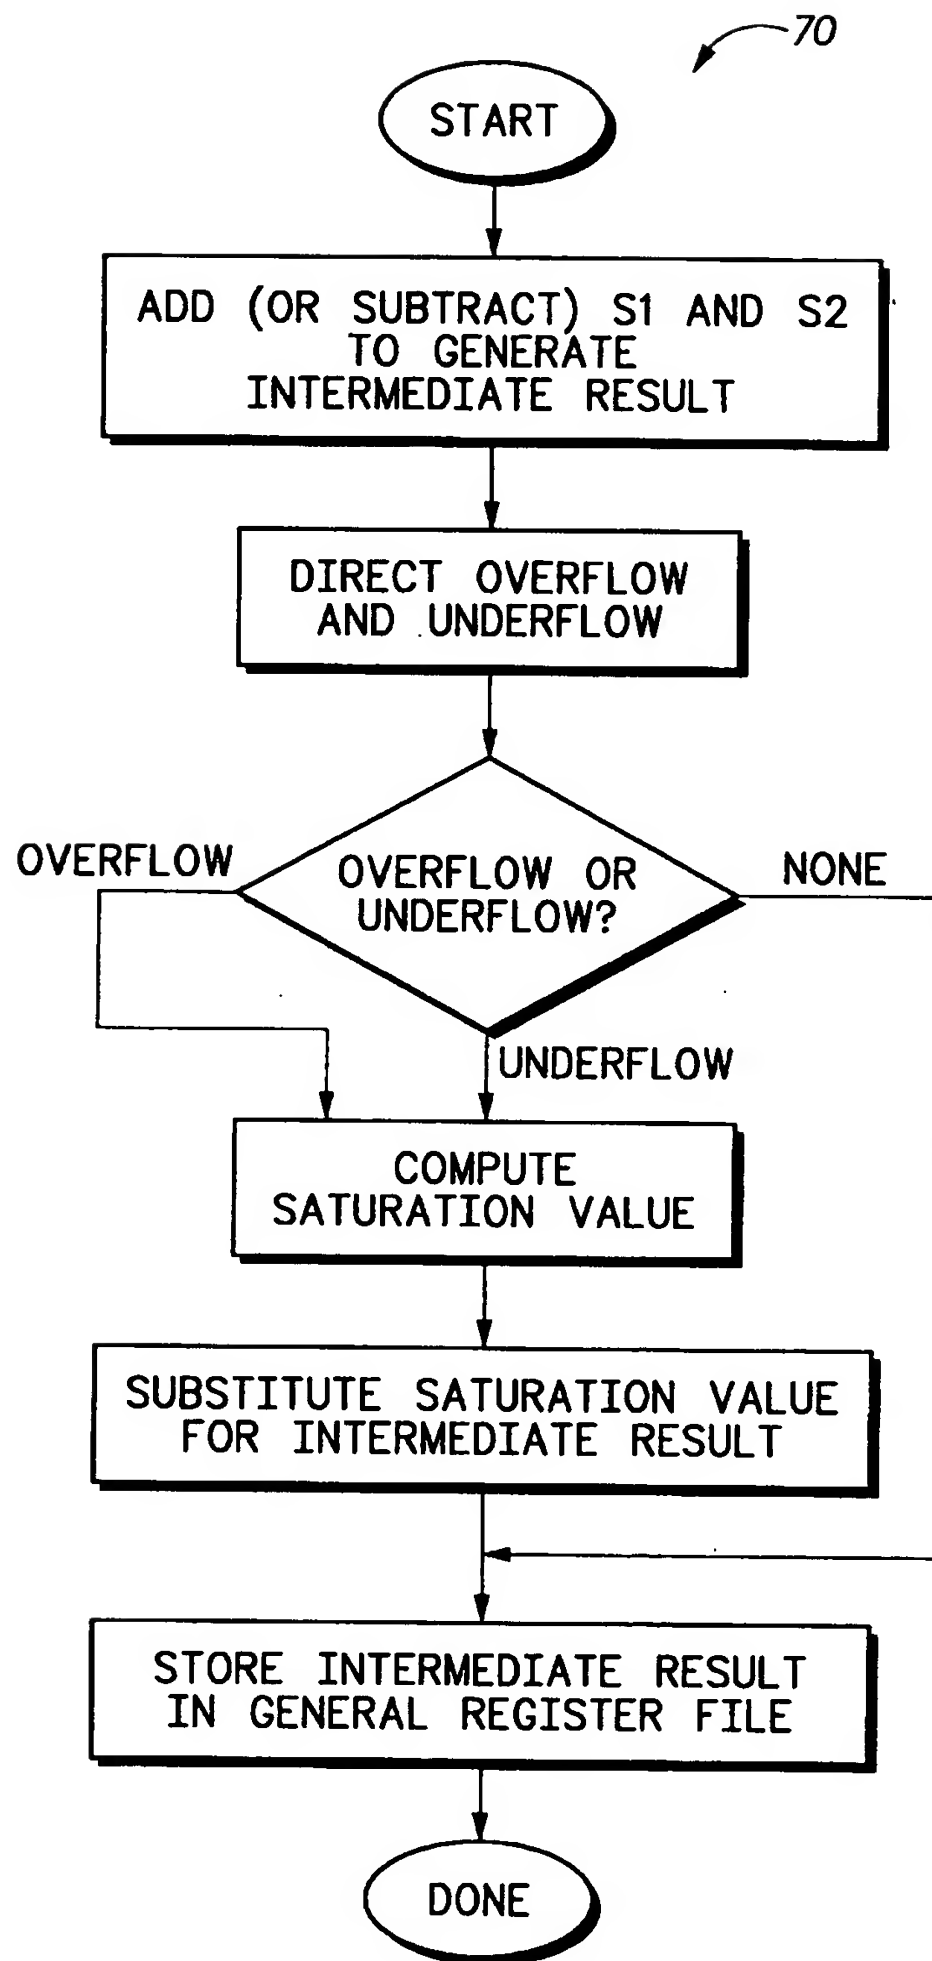 70
START
ADD (OR SUBTRACT) S1 AND S2
TO GENERATE
INTERMEDIATE RESULT
DIRECT OVERFLOW
AND UNDERFLOW
OVERFLOW
OVERFLOW OR
UNDERFLOW?
NONE
UNDERFLOW
COMPUTE
SATURATION VALUE
SUBSTITUTE SATURATION VALUE
FOR INTERMEDIATE RESULT
STORE INTERMEDIATE RESULT
IN GENERAL REGISTER FILE
DONE